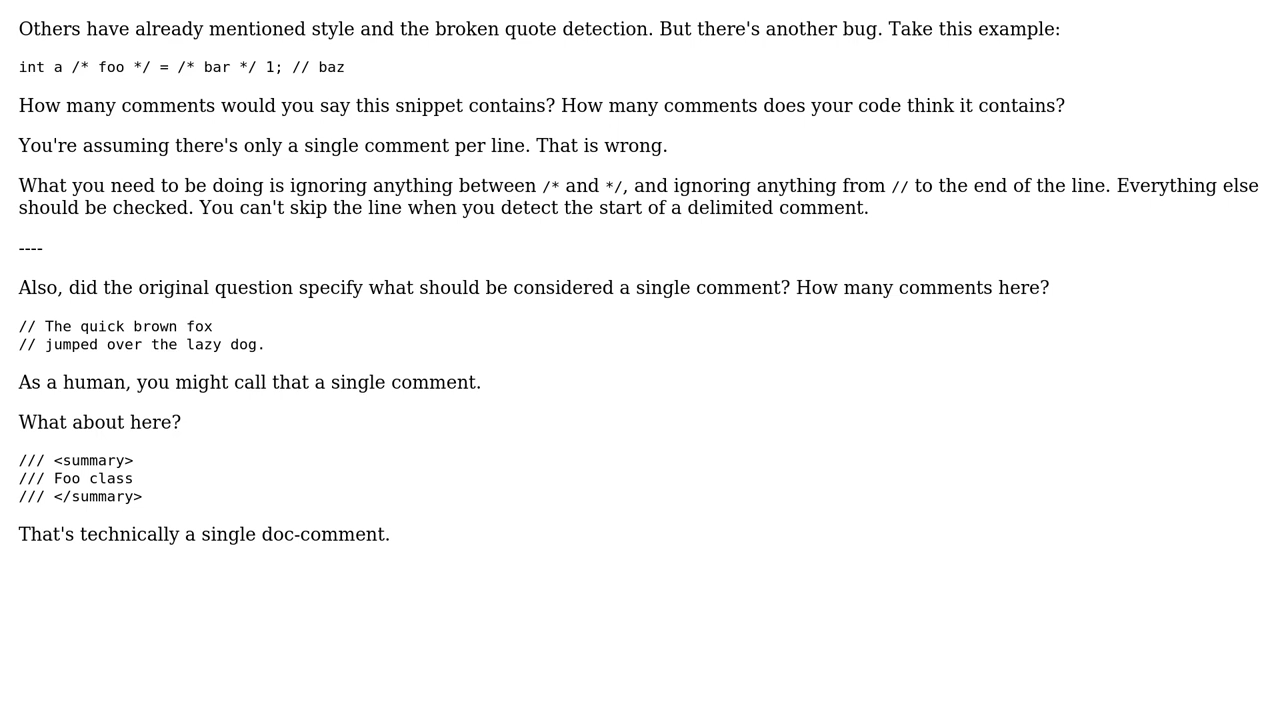 Others have already mentioned style and the broken quote detection. But there's another bug. Take this example:
int a /* foo */ = /* bar */ 1; // baz
How many comments would you say this snippet contains? How many comments does your code think it contains?
You're assuming there's only a single comment per line. That is wrong.
What you need to be doing is ignoring anything between /* and */, and ignoring anything from // to the end of the line. Everything else
should be checked. You can't skip the line when you detect the start of a delimited comment.
----
Also, did the original question specify what should be considered a single comment? How many comments here?
// The quick brown fox
// jumped over the lazy dog.
As a human, you might call that a single comment.
What about here?
/// <summary>
/// Foo class
/// </summary>
That's technically a single doc-comment.